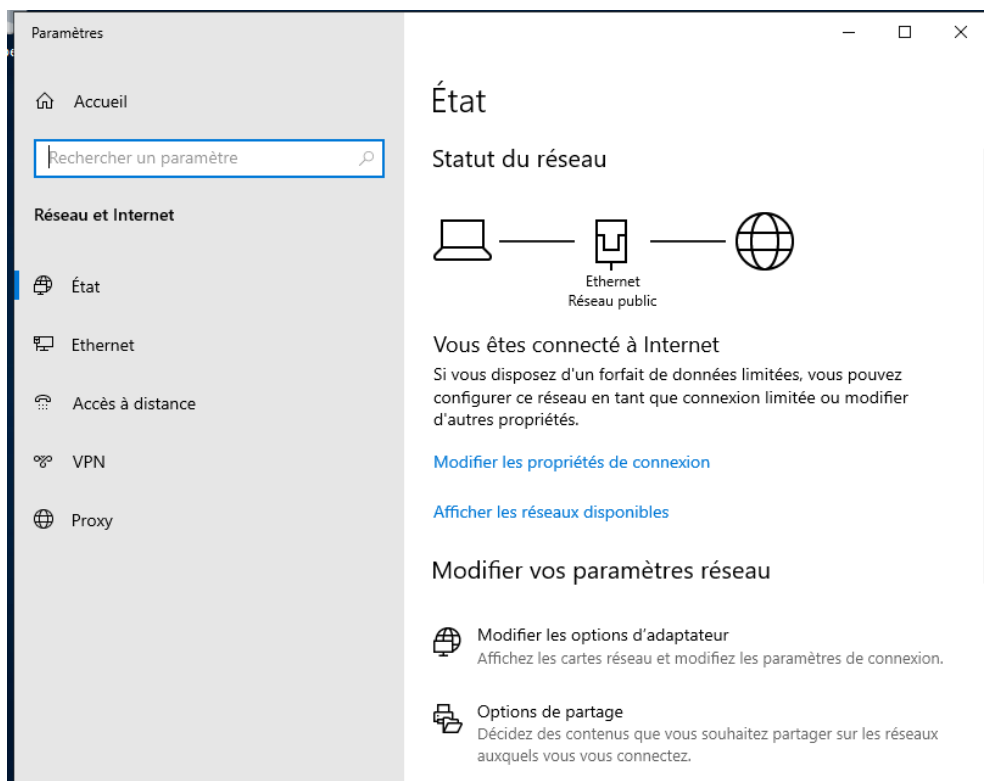 Paramètres
Accueil
Rechercher un paramètre
Réseau et Internet
État
Ethernet
Accès à distance
VPN
Proxy
État
Statut du réseau
Ethernet
Réseau public
Vous êtes connecté à Internet
Si vous disposez d'un forfait de données limitées, vous pouvez
configurer ce réseau en tant que connexion limitée ou modifier
d'autres propriétés.
Modifier les propriétés de connexion
Afficher les réseaux disponibles
Modifier vos paramètres réseau
Modifier les options d’adaptateur
Affichez les cartes réseau et modifiez les paramètres de connexion.
Options de partage
Décidez des contenus que vous souhaitez partager sur les réseaux
auxquels vous vous connectez.